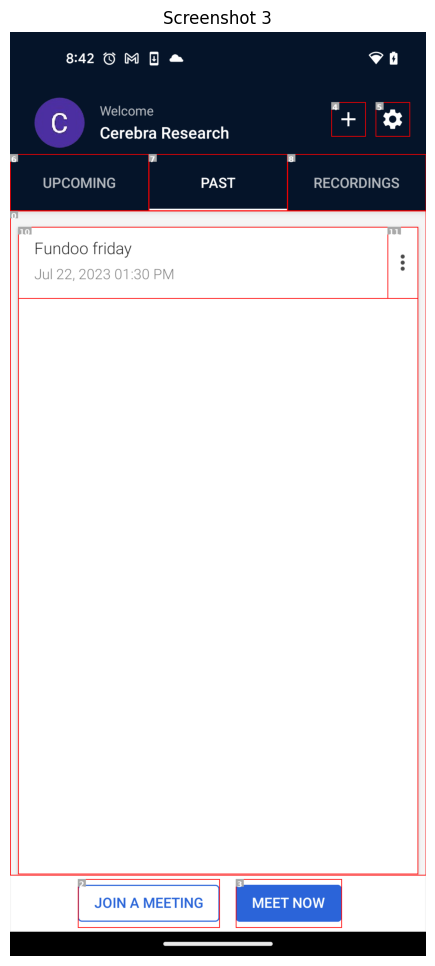 Screenshot 3
8:42
Welcome
C
Cerebra Research
4
5
6
7
8
UPCOMING
PAST
RECORDINGS
9
10
11
Fundoo friday
Jul 22, 2023 01:30 PM
2
3
JOIN A MEETING
MEET NOW